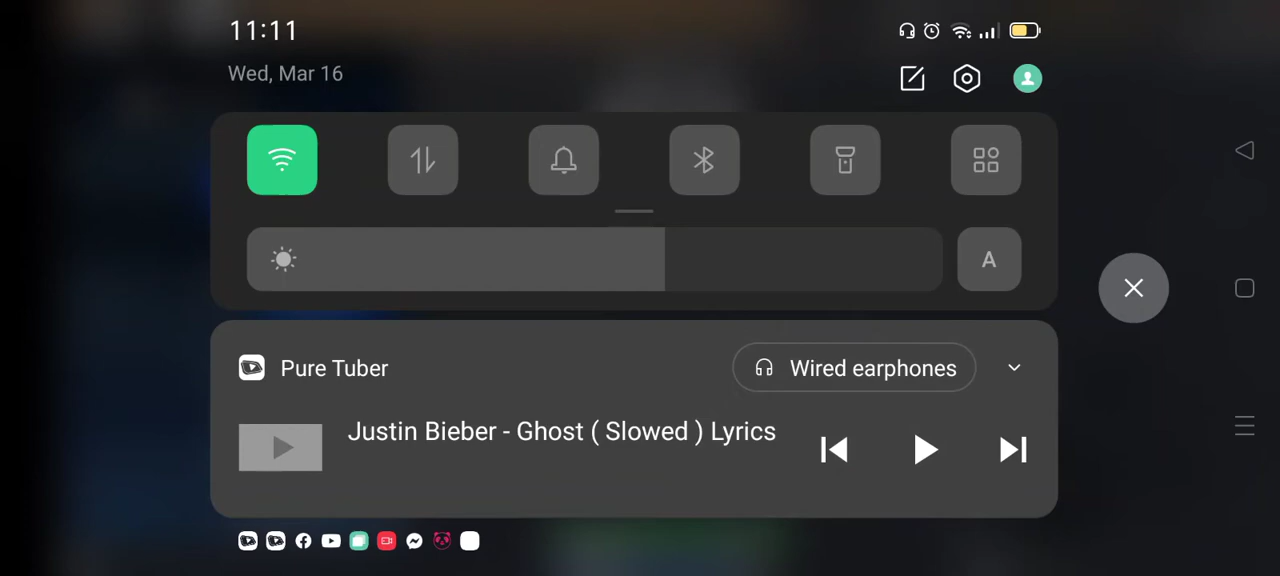 11:11
Wed, Mar 16
A
Pure Tuber
Wired earphones
Justin Bieber - Ghost ( Slowed ) Lyrics